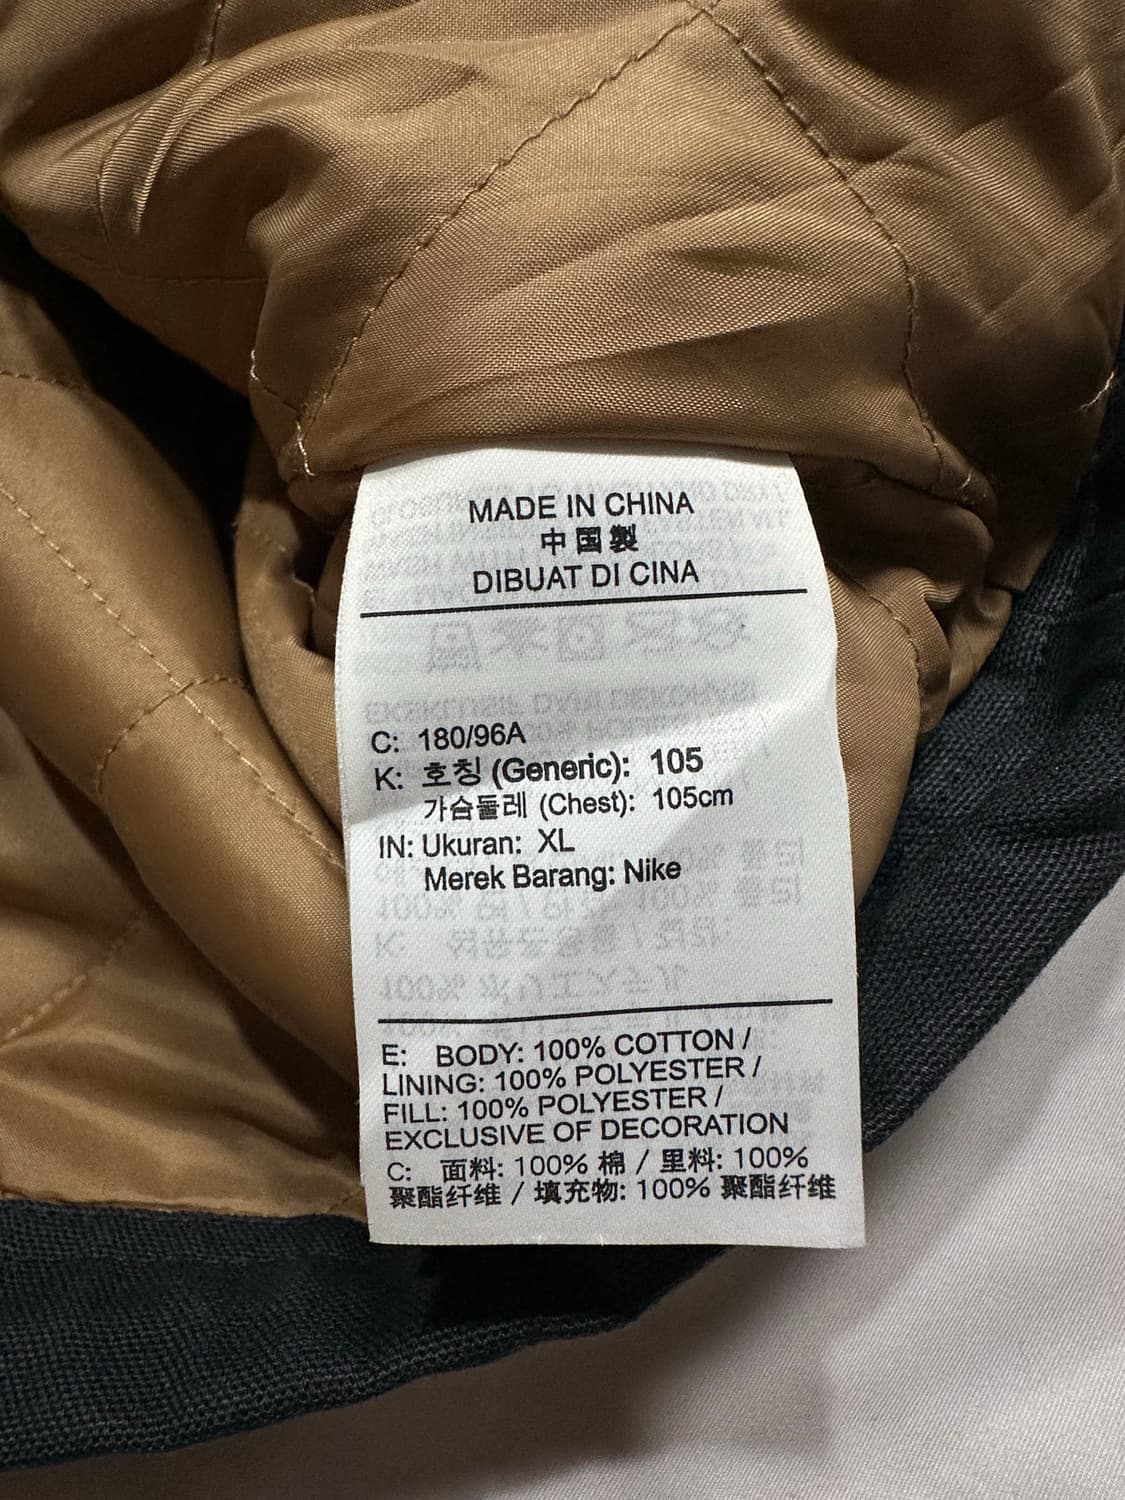 MADE IN CHINA
中国製
DIBUAT DI CINA
C: 180/96A
K: 호칭 (Generic): 105
가슴둘레 (Chest): 105cm
IN: Ukuran: XL
Merek Barang: Nike
E: BODY: 100% COTTON /
LINING: 100% POLYESTER /
FILL: 100% POLYESTER /
EXCLUSIVE OF DECORATION
C: 面料: 100% 棉 / 里料: 100%
聚酯纤维 / 填充物: 100% 聚酯纤维